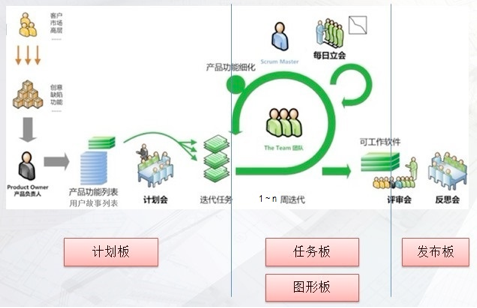 客户
市场
高层
创意
缺陷
功能
Product Owner
产品负责人
产品功能列表
用户故事列表
计划会
迭代任务
产品功能细化
Scrum Master
每日立会
The Team 团队
1~n 周迭代
可工作软件
评审会
反思会
计划板
任务板
图形板
发布板